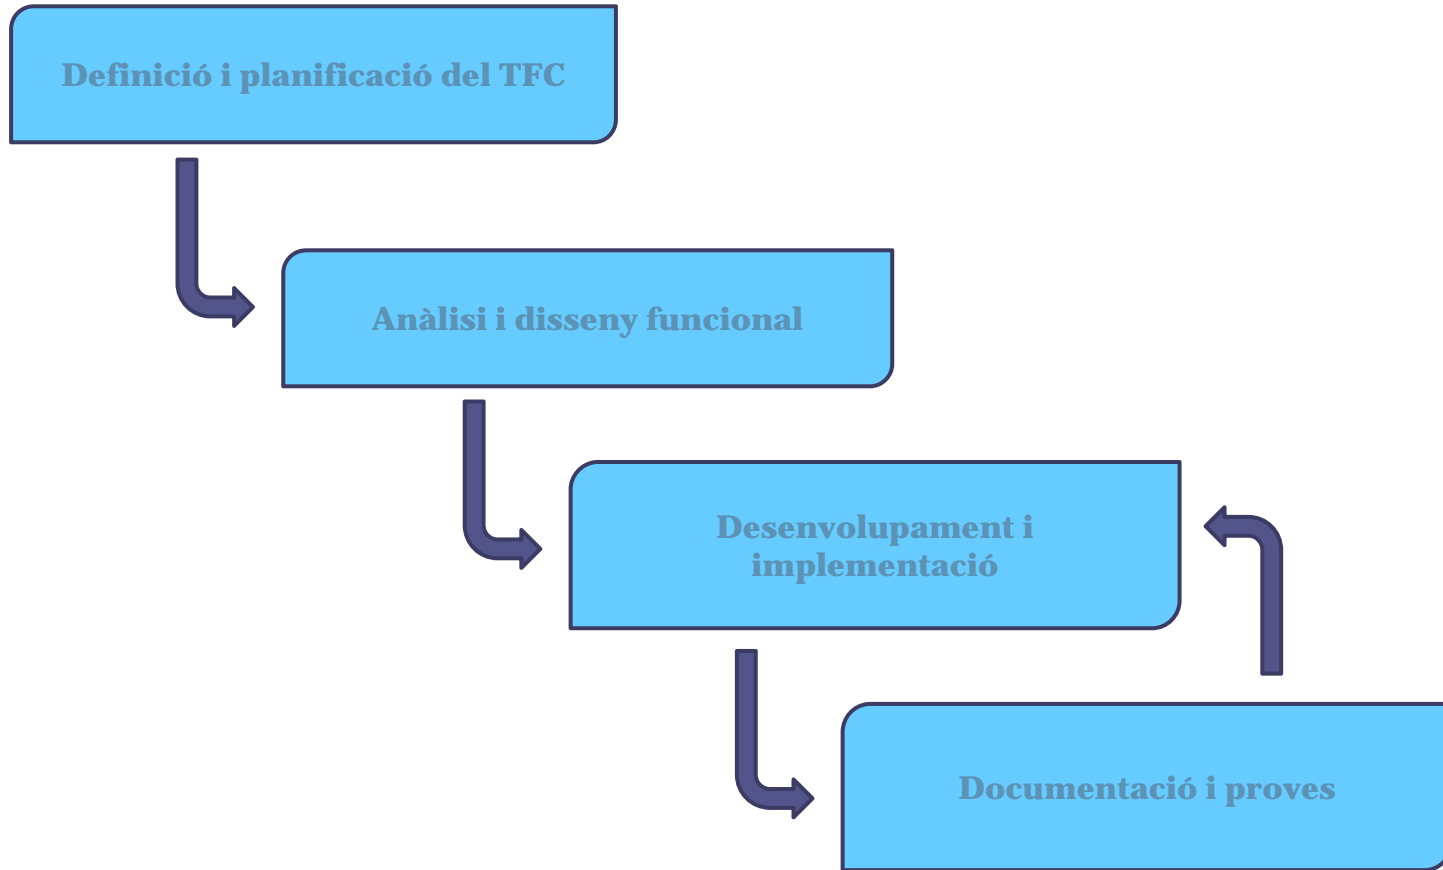 Definició i planificació del TFC
Anàlisi i disseny funcional
Desenvolupament i
implementació
Documentació i proves